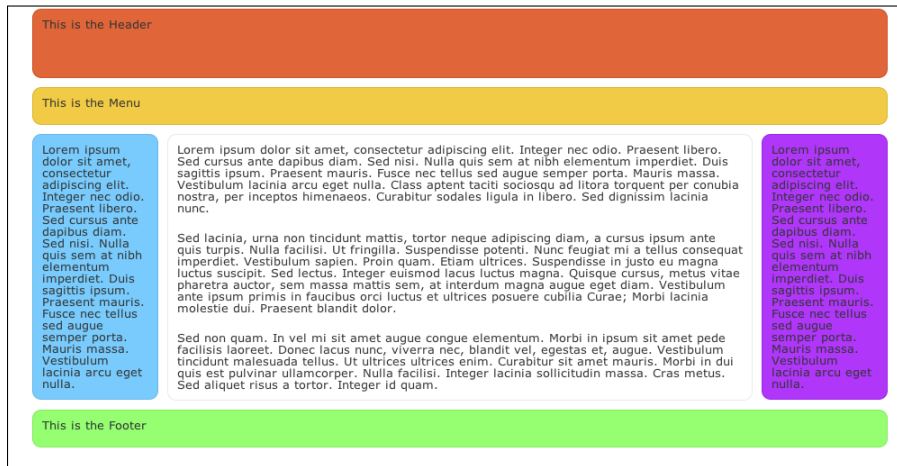 This is the Header
This is the Menu
Lorem ipsum
dolor sit amet,
consectetur
adipiscing elit.
Integer nec odio.
Praesent libero.
Sed cursus ante
dapibus diam.
Sed nisi. Nulla
quis sem at nibh
elementum
imperdiet. Duis
sagittis ipsum.
Praesent mauris.
Fusce nec tellus
sed augue
semper porta.
Mauris massa.
Vestibulum
lacinia arcu eget
nulla.
Lorem ipsum dolor sit amet, consectetur adipiscing elit. Integer nec odio. Praesent libero.
Sed cursus ante dapibus diam. Sed nisi. Nulla quis sem at nibh elementum imperdiet. Duis
sagittis ipsum. Praesent mauris. Fusce nec tellus sed augue semper porta. Mauris massa.
Vestibulum lacinia arcu eget nulla. Class aptent taciti sociosqu ad litora torquent per conubia
nostra, per inceptos himenaeos. Curabitur sodales ligula in libero. Sed dignissim lacinia
nunc.
Sed lacinia, urna non tincidunt mattis, tortor neque adipiscing diam, a cursus ipsum ante
quis turpis. Nulla facilisi. Ut fringilla. Suspendisse potenti. Nunc feugiat mi a tellus consequat
imperdiet. Vestibulum sapien. Proin quam. Etiam ultrices. Suspendisse in justo eu magna
luctus suscipit. Sed lectus. Integer euismod lacus luctus magna. Quisque cursus, metus vitae
pharetra auctor, sem massa mattis sem, at interdum magna augue eget diam. Vestibulum
ante ipsum primis in faucibus orci luctus et ultrices posuere cubilia Curae; Morbi lacinia
molestie dui. Praesent blandit dolor.
Sed non quam. In vel mi sit amet augue congue elementum. Morbi in ipsum sit amet pede
facilisis laoreet. Donec lacus nunc, viverra nec, blandit vel, egestas et, augue. Vestibulum
tincidunt malesuada tellus. Ut ultrices ultrices enim. Curabitur sit amet mauris. Morbi in dui
quis est pulvinar ullamcorper. Nulla facilisi. Integer lacinia sollicitudin massa. Cras metus.
Sed aliquet risus a tortor. Integer id quam.
Lorem ipsum
dolor sit amet,
consectetur
adipiscing elit.
Integer nec odio.
Praesent libero.
Sed cursus ante
dapibus diam.
Sed nisi. Nulla
quis sem at nibh
elementum
imperdiet. Duis
sagittis ipsum.
Praesent mauris.
Fusce nec tellus
sed augue
semper porta.
Mauris massa.
Vestibulum
lacinia arcu eget
nulla.
This is the Footer